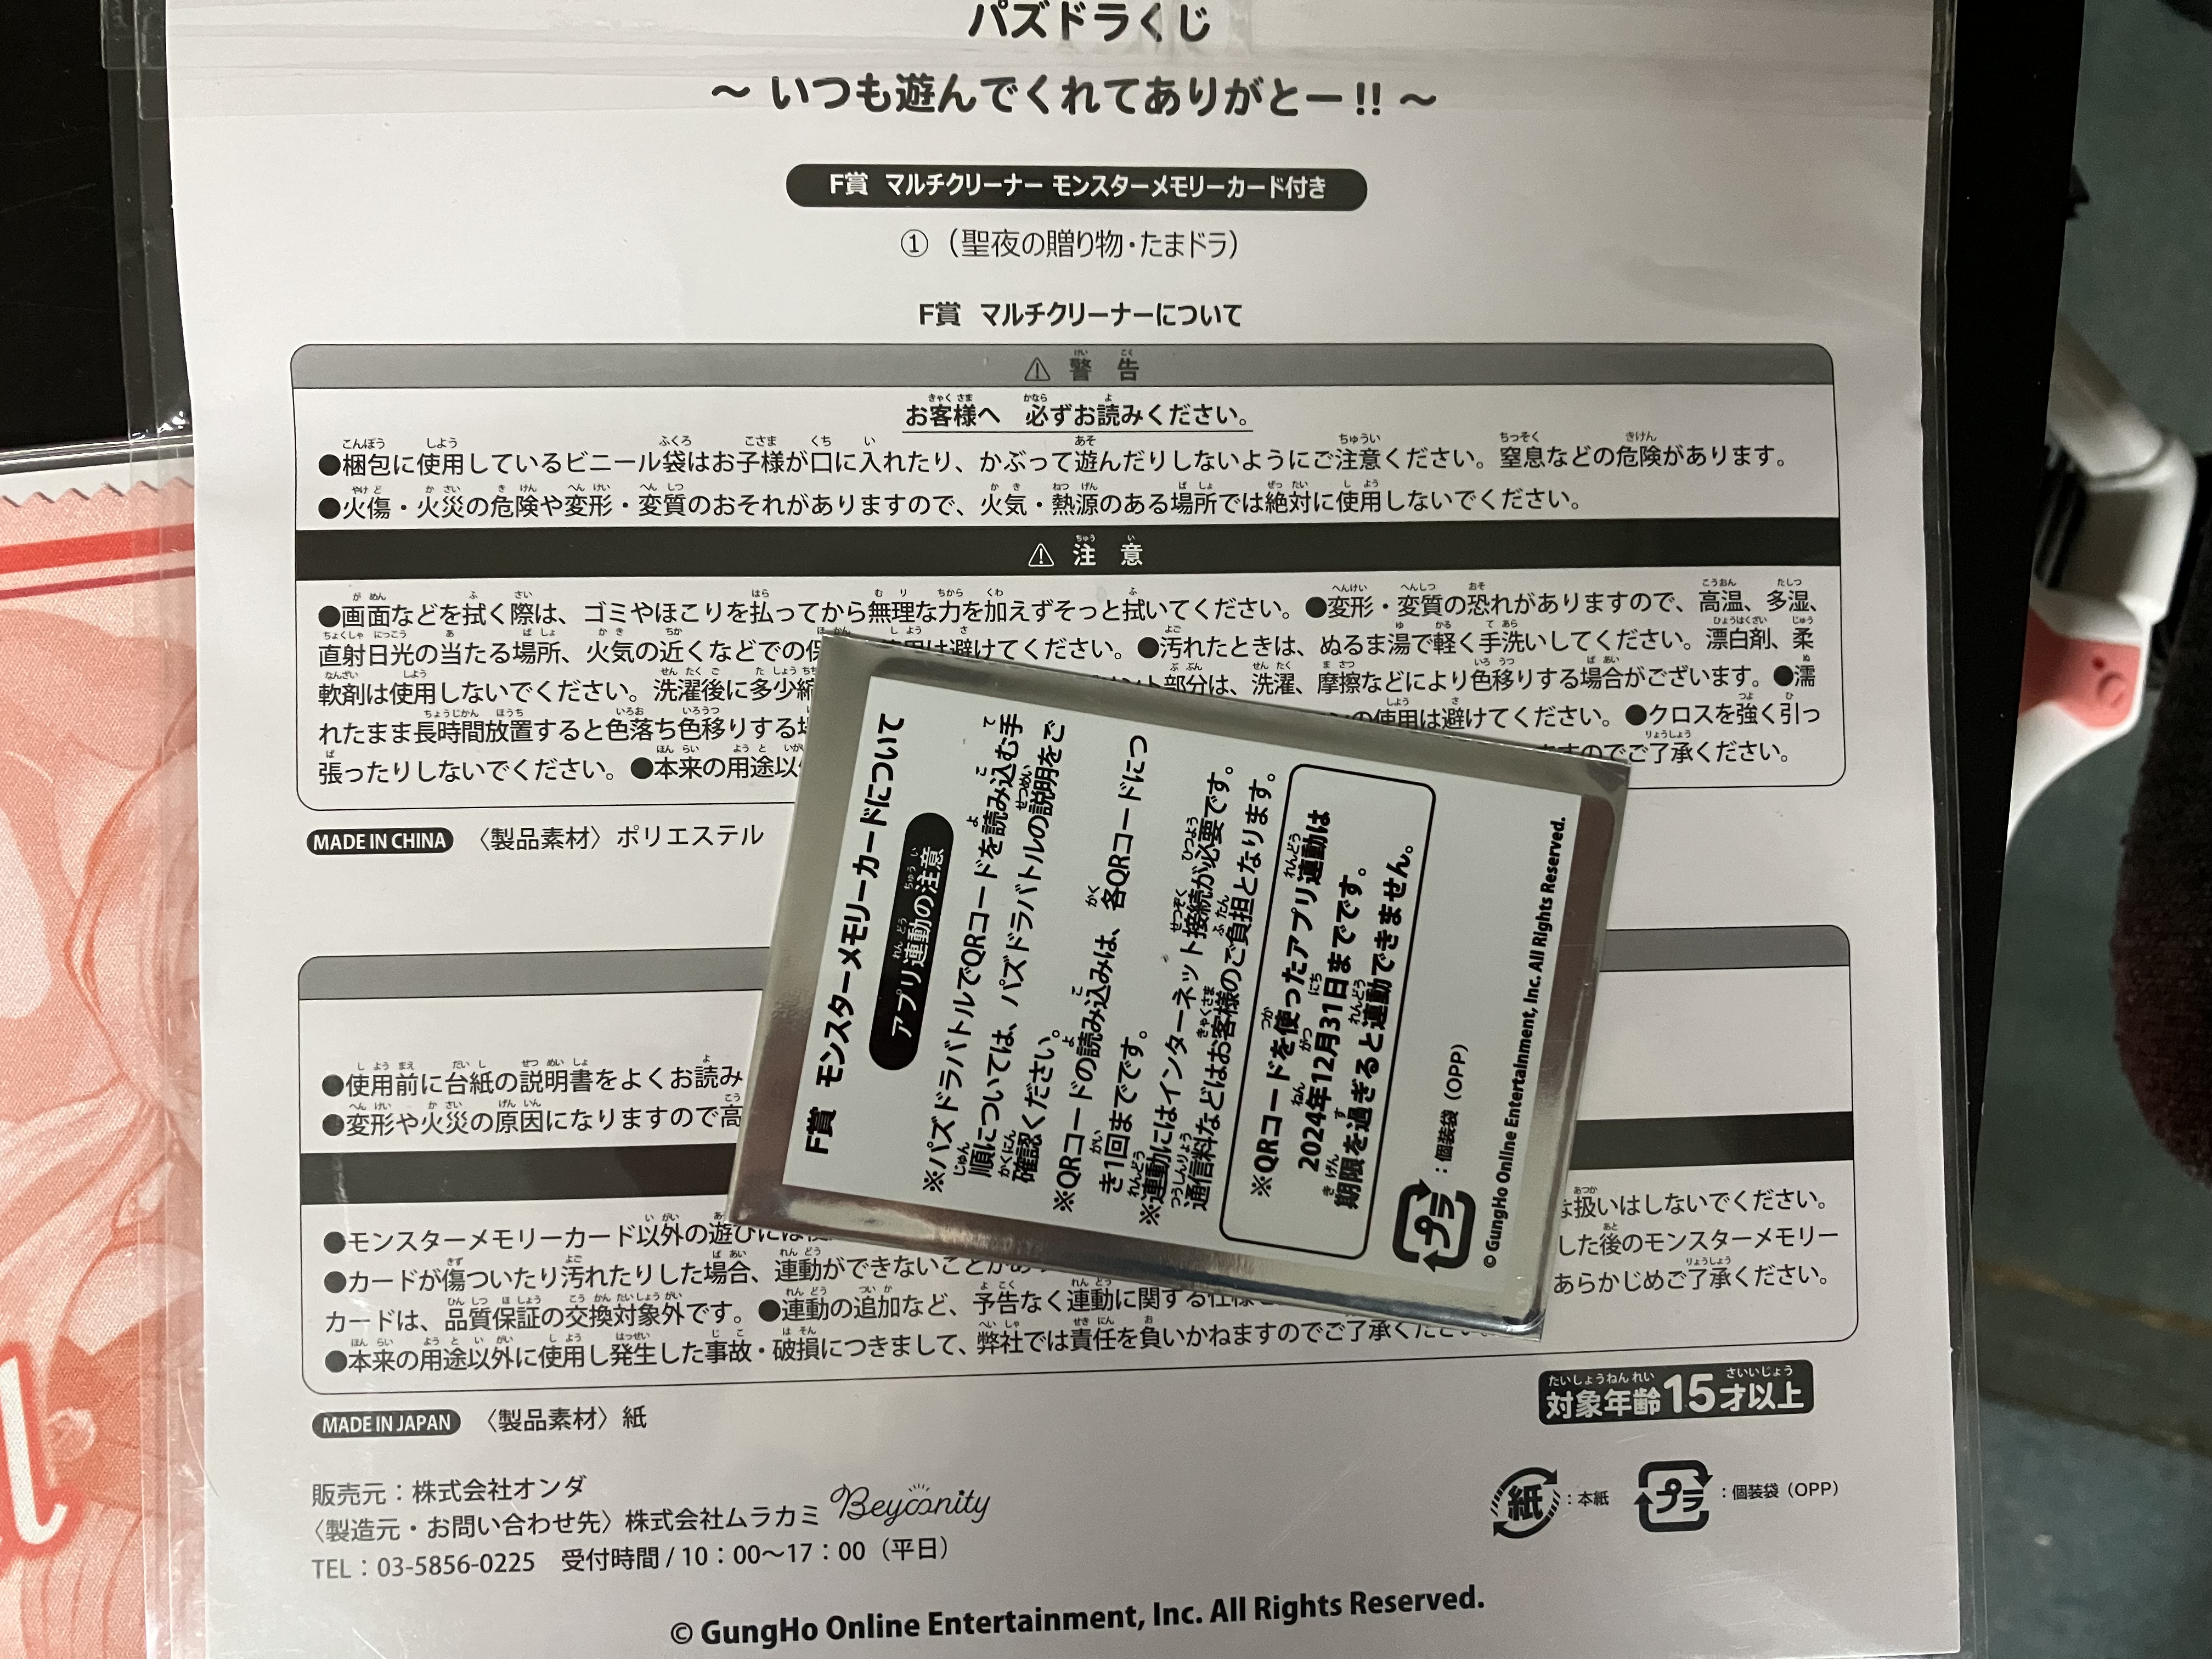 パズドラくじ
～ いつも遊んでくれてありがとー!! ～
F賞 マルチクリーナー モンスターメモリーカード付き
①（聖夜の贈り物・たまドラ）
F賞 マルチクリーナーについて
⚠ 警告
お客様へ 必ずお読みください。
●梱包に使用しているビニール袋はお子様が口に入れたり、かぶって遊んだりしないようにご注意ください。窒息などの危険があります。
●火傷・火災の危険や変形・変質のおそれがありますので、火気・熱源のある場所では絶対に使用しないでください。
⚠ 注意
●画面などを拭く際は、ゴミやほこりを払ってから無理な力を加えずそっと拭いてください。●変形・変質の恐れがありますので、高温、多湿、
直射日光の当たる場所、火気の近くなどでの保 は避けてください。●汚れたときは、ぬるま湯で軽く手洗いしてください。漂白剤、柔
軟剤は使用しないでください。洗濯後に多少縮 部分は、洗濯、摩擦などにより色移りする場合がございます。●濡
れたまま長時間放置すると色落ち色移りする場 の使用は避けてください。●クロスを強く引っ
張ったりしないでください。●本来の用途以 ますのでご了承ください。
MADE IN CHINA 〈製品素材〉ポリエステル
●使用前に台紙の説明書をよくお読み
●変形や火災の原因になりますので高
●モンスターメモリーカード以外の遊びには な扱いはしないでください。
●カードが傷ついたり汚れたりした場合、連動ができないことがあ した後のモンスターメモリー
カードは、品質保証の交換対象外です。●連動の追加など、予告なく連動に関する仕様 あらかじめご了承ください。
●本来の用途以外に使用し発生した事故・破損につきまして、弊社では責任を負いかねますのでご了承ください。
MADE IN JAPAN 〈製品素材〉紙
対象年齢15才以上
販売元：株式会社オンダ
〈製造元・お問い合わせ先〉株式会社ムラカミ Beyconity
TEL：03-5856-0225 受付時間 / 10：00～17：00（平日）
紙：本紙 プラ：個装袋（OPP）
© GungHo Online Entertainment, Inc. All Rights Reserved.
F賞 モンスターメモリーカードについて
アプリ連動の注意
※パズドラバトルでQRコードを読み込む手
順については、パズドラバトルの説明をご
確認ください。
※QRコードの読み込みは、各QRコードにつ
き1回までです。
※連動にはインターネット接続が必要です。
通信料などはお客様のご負担となります。
※QRコードを使ったアプリ連動は
2024年12月31日までです。
期限を過ぎると連動できません。
プラ：個装袋（OPP）
© GungHo Online Entertainment, Inc. All Rights Reserved.